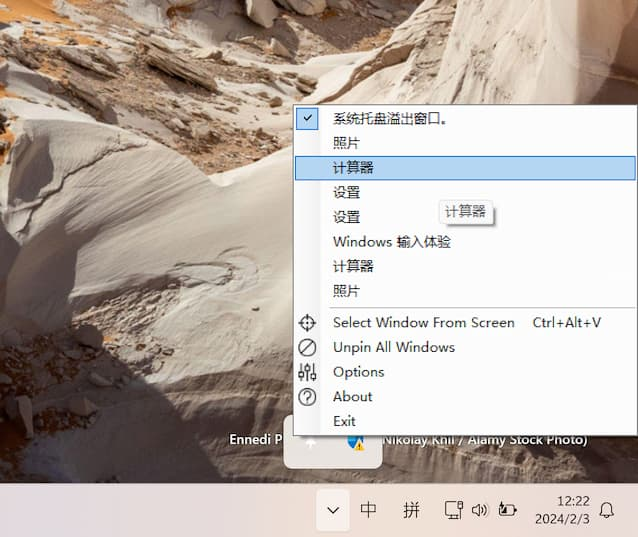 系统托盘溢出窗口。
照片
计算器
设置
设置
计算器
Windows 输入体验
计算器
照片
Select Window From Screen Ctrl+Alt+V
Unpin All Windows
Options
About
Exit
Ennedi P
Nikolay Khil / Alamy Stock Photo)
中 拼 12:22
2024/2/3